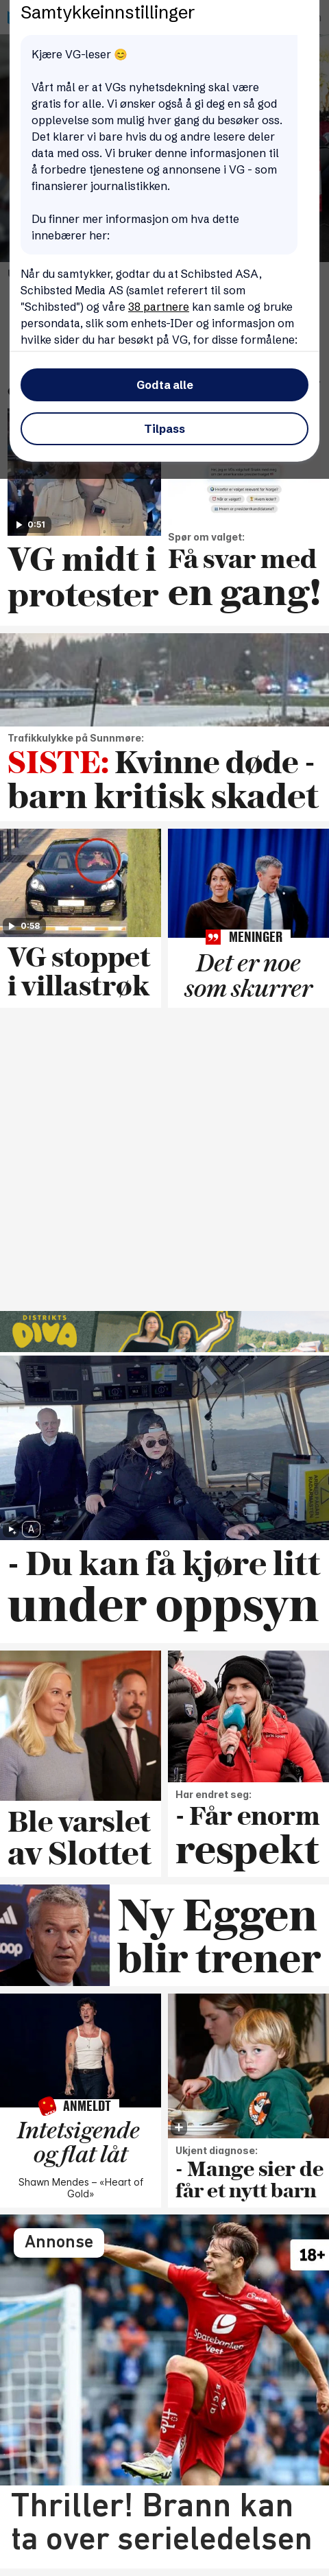 Samtykkeinnstillinger
Kjære VG-leser 😊
Vårt mål er at VGs nyhetsdekning skal være
gratis for alle. Vi ønsker også å gi deg en så god
opplevelse som mulig hver gang du besøker oss.
Det klarer vi bare hvis du og andre lesere deler
data med oss. Vi bruker denne informasjonen til
å forbedre tjenestene og annonsene i VG - som
finansierer journalistikken.
Du finner mer informasjon om hva dette
innebærer her:
Når du samtykker, godtar du at Schibsted ASA,
Schibsted Media AS (samlet referert til som
"Schibsted") og våre 38 partnere kan samle og bruke
persondata, slik som enhets-IDer og informasjon om
hvilke sider du har besøkt på VG, for disse formålene:
Godta alle
Tilpass
0:51
VG midt i
protester
Spør om valget:
Få svar med
en gang!
Trafikkulykke på Sunnmøre:
SISTE: Kvinne døde -
barn kritisk skadet
0:58
VG stoppet
i villastrøk
MENINGER
Det er noe
som skurrer
DISTRIKTS
DIVA
A
- Du kan få kjøre litt
under oppsyn
Ble varslet
av Slottet
Har endret seg:
- Får enorm
respekt
Ny Eggen
blir trener
ANMELDT
Intetsigende
og flat låt
Shawn Mendes – «Heart of
Gold»
Ukjent diagnose:
- Mange sier de
får et nytt barn
Annonse
18+
Sparebanken
Vest
Thriller! Brann kan
ta over serieledelsen